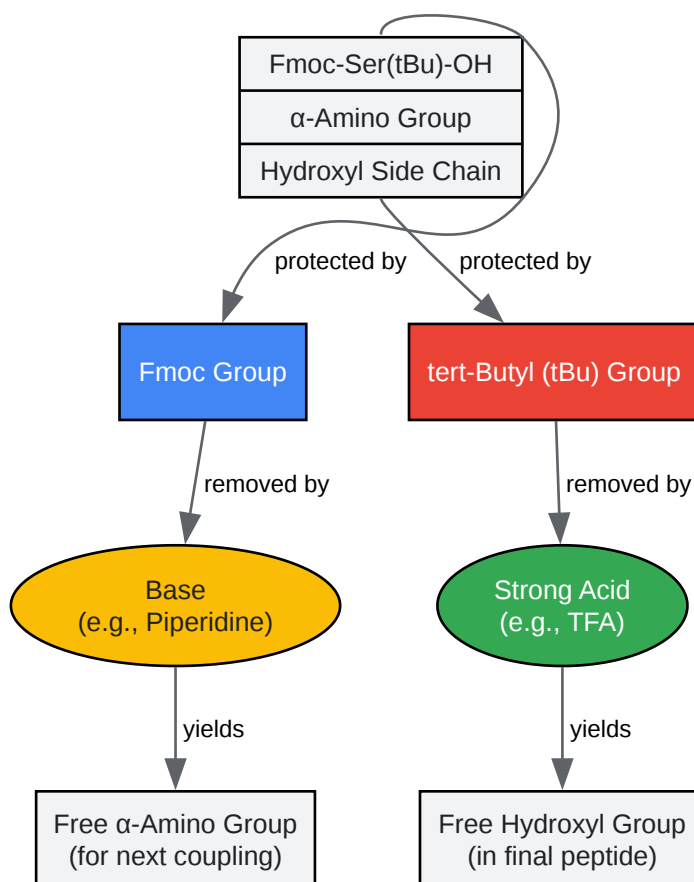 Fmoc-Ser(tBu)-OH
α-Amino Group
Hydroxyl Side Chain
protected by
protected by
Fmoc Group
tert-Butyl (tBu) Group
removed by
removed by
Base
(e.g., Piperidine)
Strong Acid
(e.g., TFA)
yields
yields
Free α-Amino Group
(for next coupling)
Free Hydroxyl Group
(in final peptide)